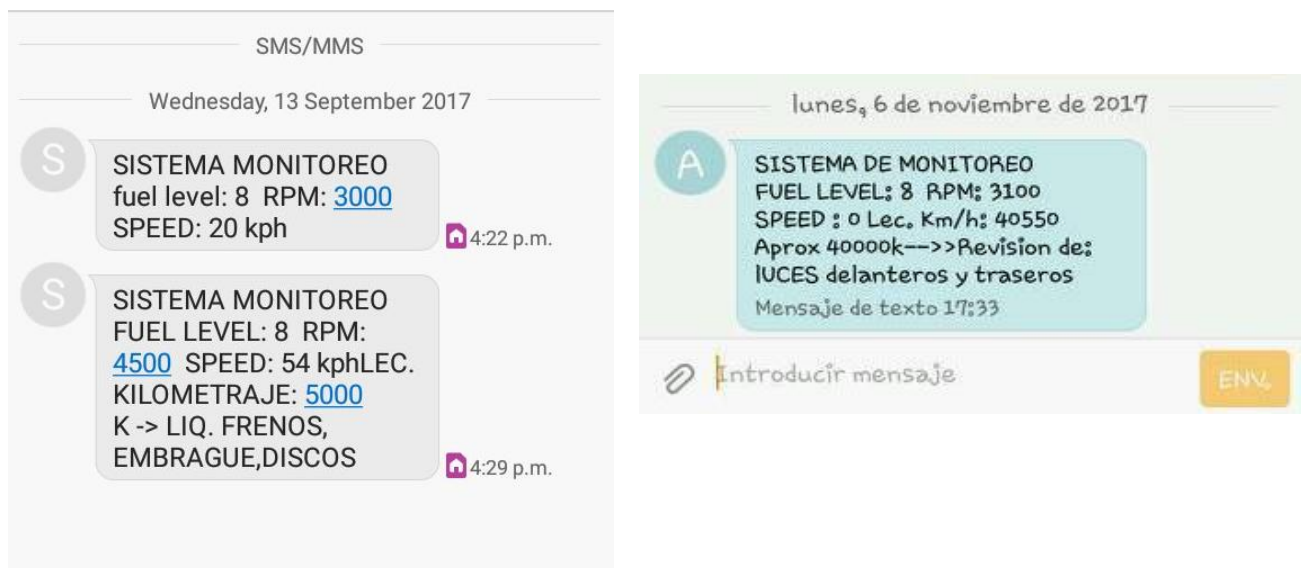 SMS/MMS
Wednesday, 13 September 2017
S
SISTEMA MONITOREO
fuel level: 8 RPM: 3000
SPEED: 20 kph
4:22 p.m.
S
SISTEMA MONITOREO
FUEL LEVEL: 8 RPM:
4500 SPEED: 54 kphLEC.
KILOMETRAJE: 5000
K -> LIQ. FRENOS,
EMBRAGUE,DISCOS
4:29 p.m.
lunes, 6 de noviembre de 2017
A
SISTEMA DE MONITOREO
FUEL LEVEL: 8 RPM: 3100
SPEED : 0 Lec. Km/h: 40550
Aprox 40000k-->>Revision de:
lUCES delanteros y traseros
Mensaje de texto 17:33
Introducir mensaje
ENV.